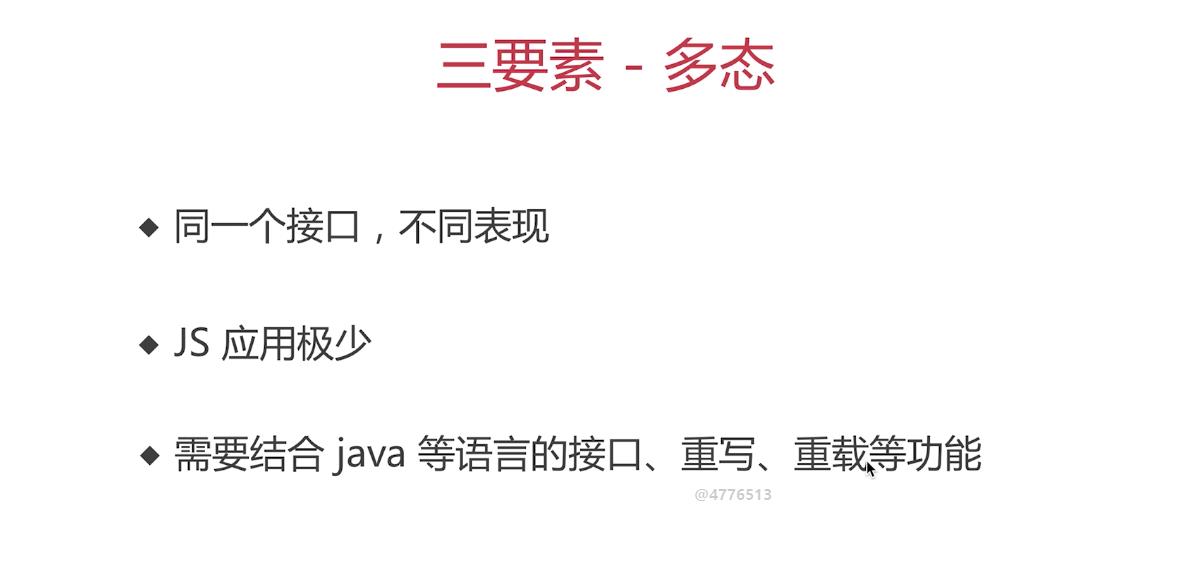 三要素 - 多态
◆ 同一个接口，不同表现
◆ JS 应用极少
◆ 需要结合 java 等语言的接口、重写、重载等功能
@4776513